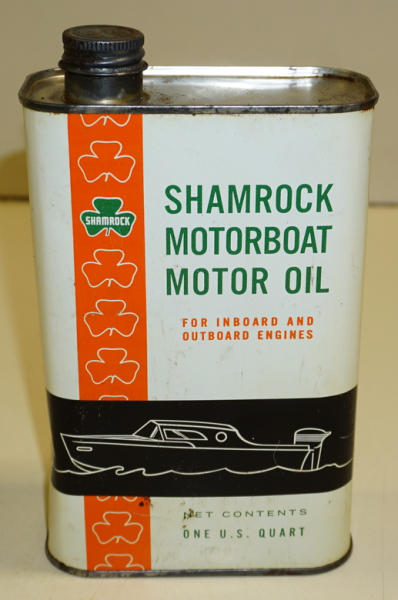 SHAMROCK
SHAMROCK
MOTORBOAT
MOTOR OIL
FOR INBOARD AND
OUTBOARD ENGINES
NET CONTENTS
ONE U.S. QUART